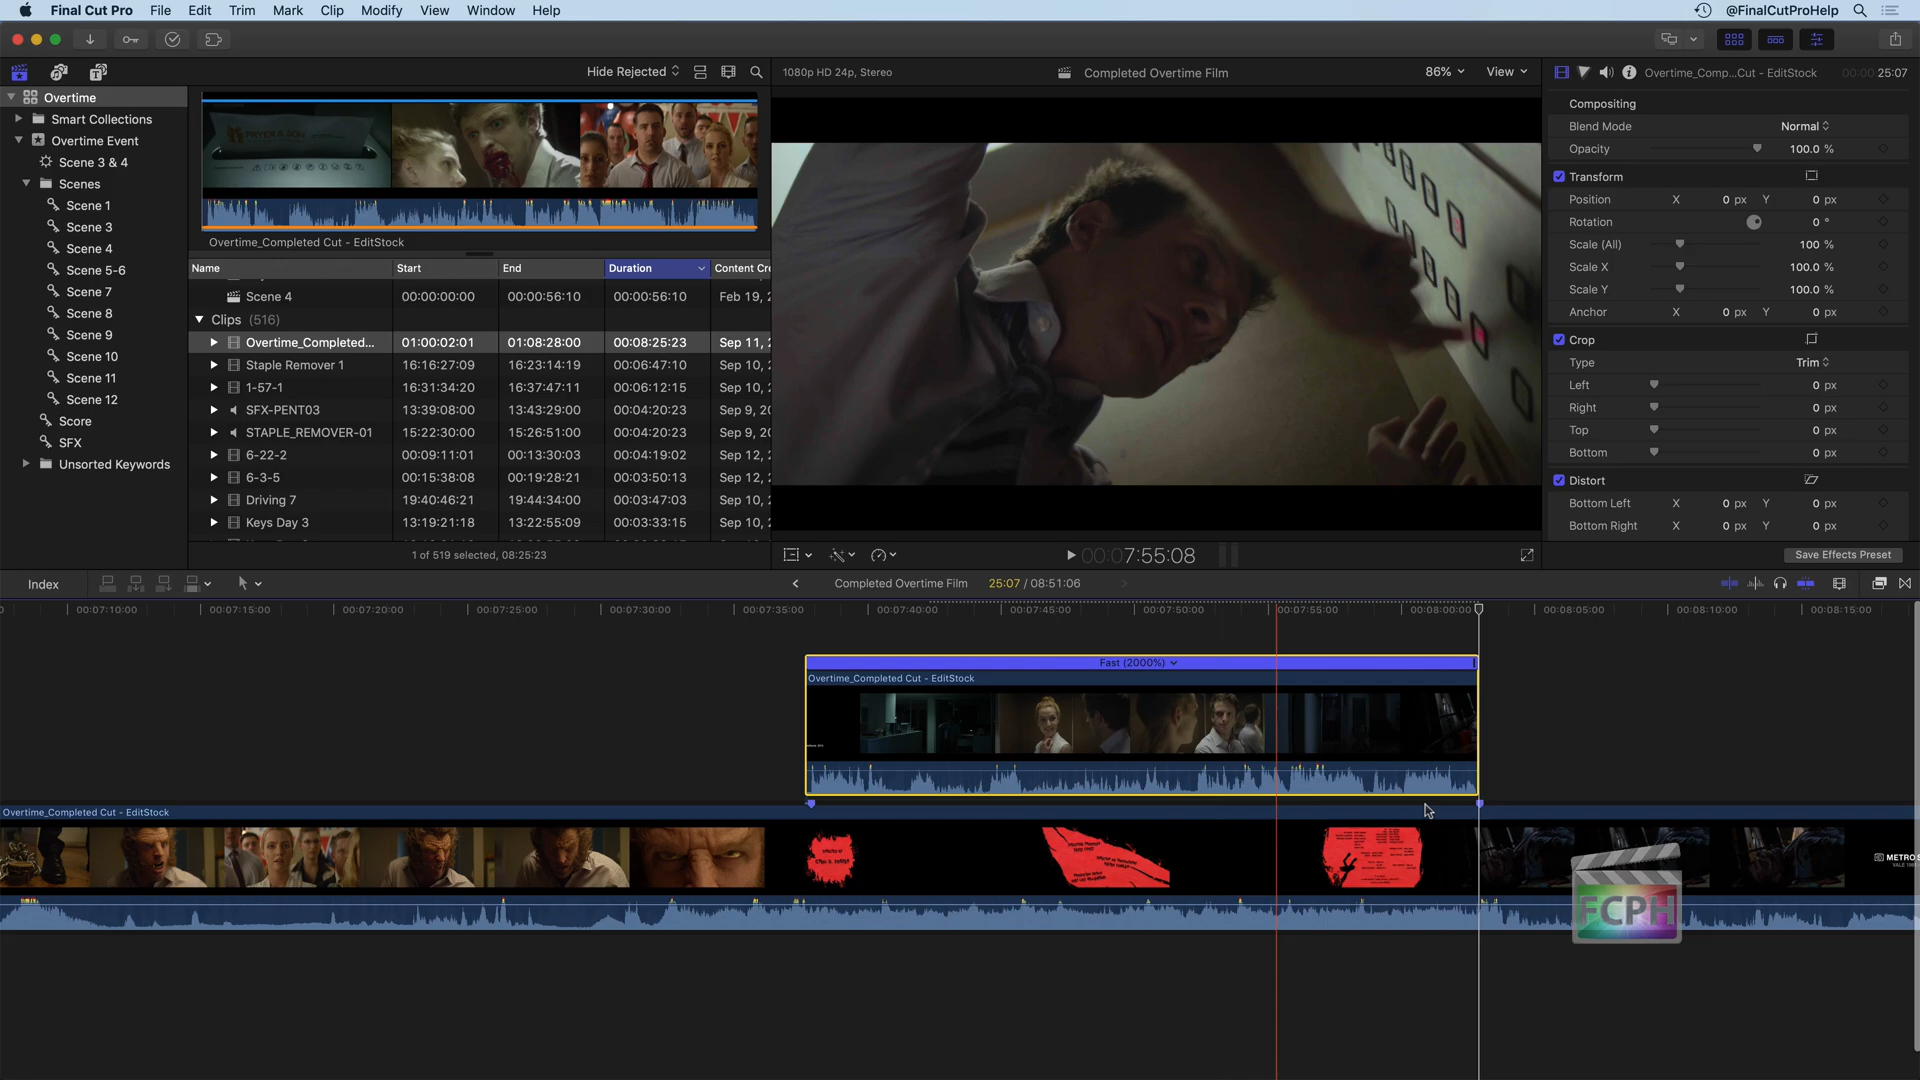 Final Cut Pro File Edit Trim Mark Clip Modify View Window Help @FinalCutProHelp
Hide Rejected
1080p HD 24p, Stereo Completed Overtime Film 86% View
Overtime_Comp...Cut - EditStock 00:00:25:07
Overtime
Smart Collections
Overtime Event
Scene 3 & 4
Scenes
Scene 1
Scene 3
Scene 4
Scene 5-6
Scene 7
Scene 8
Scene 9
Scene 10
Scene 11
Scene 12
Score
SFX
Unsorted Keywords
Overtime_Completed Cut - EditStock
Name Start End Duration Content Cre
Scene 4 00:00:00:00 00:00:56:10 00:00:56:10 Feb 19, 2
Clips (516)
Overtime_Completed... 01:00:02:01 01:08:28:00 00:08:25:23 Sep 11, 2
Staple Remover 1 16:16:27:09 16:23:14:19 00:06:47:10 Sep 10, 2
1-57-1 16:31:34:20 16:37:47:11 00:06:12:15 Sep 10, 2
SFX-PENT03 13:39:08:00 13:43:29:00 00:04:20:23 Sep 9, 20
STAPLE_REMOVER-01 15:22:30:00 15:26:51:00 00:04:20:23 Sep 9, 20
6-22-2 00:09:11:01 00:13:30:03 00:04:19:02 Sep 12, 2
6-3-5 00:15:38:08 00:19:28:21 00:03:50:13 Sep 12, 2
Driving 7 19:40:46:21 19:44:34:00 00:03:47:03 Sep 10, 2
Keys Day 3 13:19:21:18 13:22:55:09 00:03:33:15 Sep 10, 2
1 of 519 selected, 08:25:23
00:07:55:08
Compositing
Blend Mode Normal
Opacity 100.0 %
Transform
Position X 0 px Y 0 px
Rotation 0 °
Scale (All) 100 %
Scale X 100.0 %
Scale Y 100.0 %
Anchor X 0 px Y 0 px
Crop
Type Trim
Left 0 px
Right 0 px
Top 0 px
Bottom 0 px
Distort
Bottom Left X 0 px Y 0 px
Bottom Right X 0 px Y 0 px
Save Effects Preset
Index Completed Overtime Film 25:07 / 08:51:06
00:07:10:00 00:07:15:00 00:07:20:00 00:07:25:00 00:07:30:00 00:07:35:00 00:07:40:00 00:07:45:00 00:07:50:00 00:07:55:00 00:08:00:00 00:08:05:00 00:08:10:00 00:08:15:00
Fast (2000%)
Overtime_Completed Cut - EditStock
Overtime_Completed Cut - EditStock
METRO S
FCPH